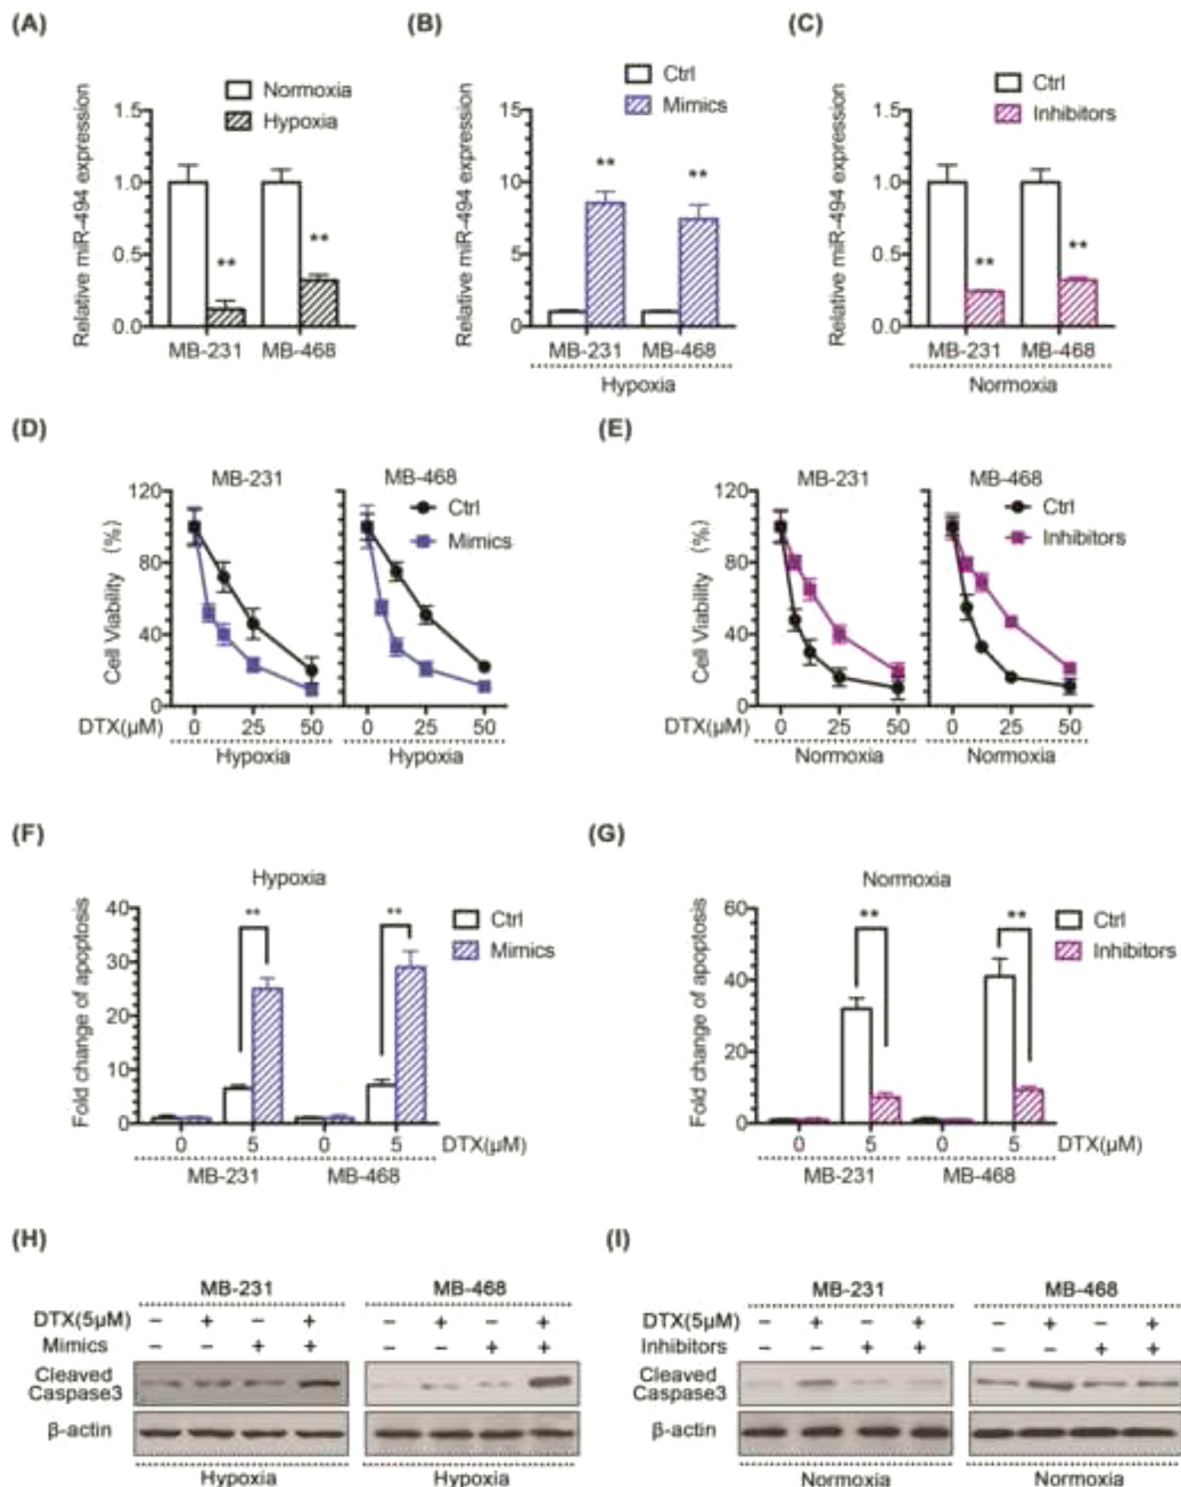 (A)
(B)
(C)
Normoxia
Hypoxia
Relative miR-494 expression
1.5
1.0
0.5
0.0
**
**
MB-231 MB-468
Ctrl
Mimics
Relative miR-494 expression
15
10
5
0
**
**
MB-231 MB-468
Hypoxia
Ctrl
Inhibitors
Relative miR-494 expression
1.5
1.0
0.5
0.0
**
**
MB-231 MB-468
Normoxia
(D)
(E)
MB-231
MB-468
Ctrl
Mimics
Cell Viability (%)
120
80
40
0
DTX(μM) 0 25 50 0 25 50
Hypoxia Hypoxia
MB-231
MB-468
Ctrl
Inhibitors
Cell Viability (%)
120
80
40
0
DTX(μM) 0 25 50 0 25 50
Normoxia Normoxia
(F)
(G)
Hypoxia
Ctrl
Mimics
Fold change of apoptosis
40
30
20
10
0
**
**
0 5 0 5 DTX(μM)
MB-231 MB-468
Normoxia
Ctrl
Inhibitors
Fold change of apoptosis
60
40
20
0
**
**
0 5 0 5 DTX(μM)
MB-231 MB-468
(H)
(I)
MB-231 MB-468
DTX(5μM) – + – + – + – +
Mimics – – + + – – + +
Cleaved
Caspase3
β-actin
Hypoxia Hypoxia
MB-231 MB-468
DTX(5μM) – + – + – + – +
Inhibitors – – + + – – + +
Cleaved
Caspase3
β-actin
Normoxia Normoxia